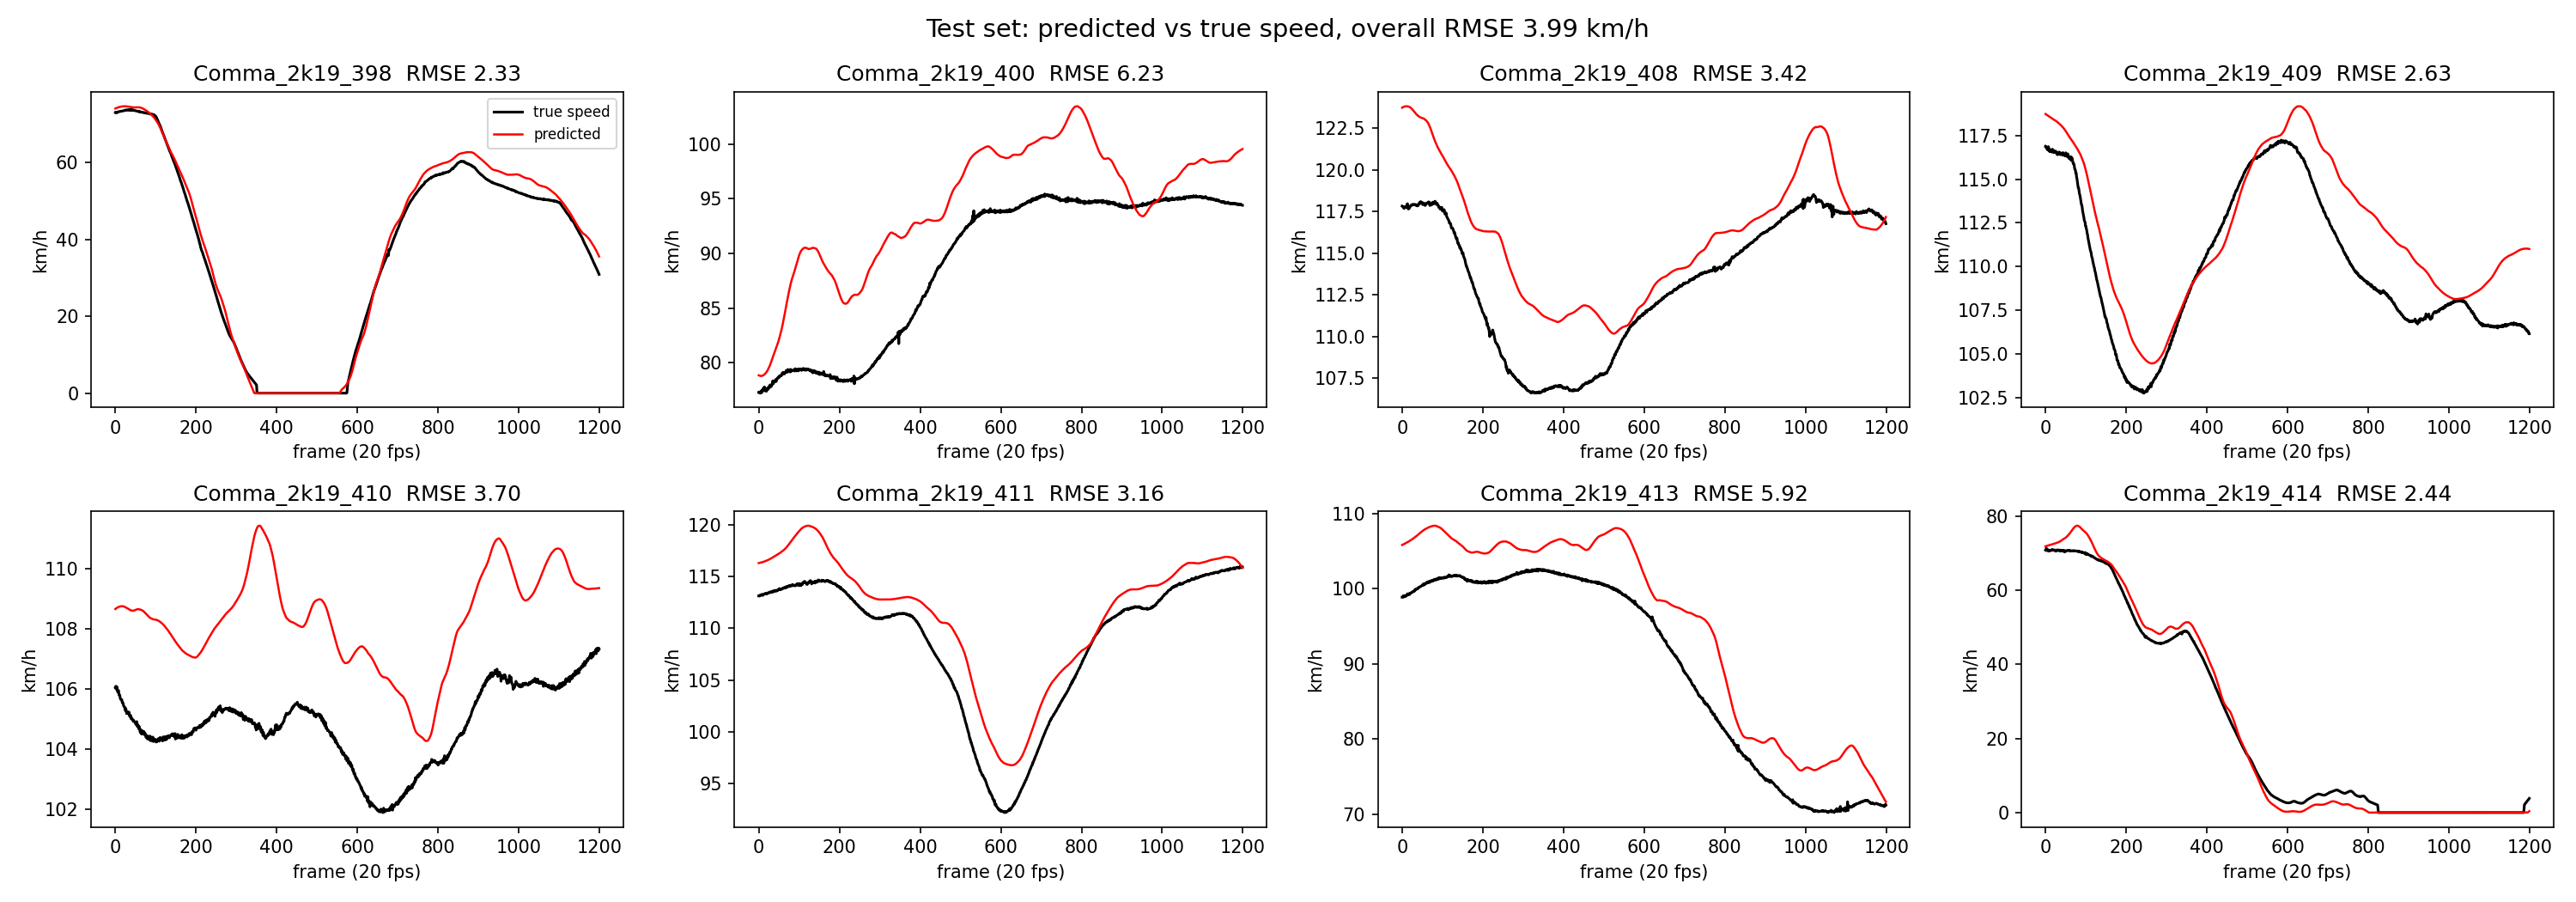 Test set: predicted vs true speed, overall RMSE 3.99 km/h
Comma_2k19_398 RMSE 2.33
km/h
60
40
20
0
true speed
predicted
0 200 400 600 800 1000 1200
frame (20 fps)
Comma_2k19_400 RMSE 6.23
km/h
100
95
90
85
80
0 200 400 600 800 1000 1200
frame (20 fps)
Comma_2k19_408 RMSE 3.42
km/h
122.5
120.0
117.5
115.0
112.5
110.0
107.5
0 200 400 600 800 1000 1200
frame (20 fps)
Comma_2k19_409 RMSE 2.63
km/h
117.5
115.0
112.5
110.0
107.5
105.0
102.5
0 200 400 600 800 1000 1200
frame (20 fps)
Comma_2k19_410 RMSE 3.70
km/h
110
108
106
104
102
0 200 400 600 800 1000 1200
frame (20 fps)
Comma_2k19_411 RMSE 3.16
km/h
120
115
110
105
100
95
0 200 400 600 800 1000 1200
frame (20 fps)
Comma_2k19_413 RMSE 5.92
km/h
110
100
90
80
70
0 200 400 600 800 1000 1200
frame (20 fps)
Comma_2k19_414 RMSE 2.44
km/h
80
60
40
20
0
0 200 400 600 800 1000 1200
frame (20 fps)